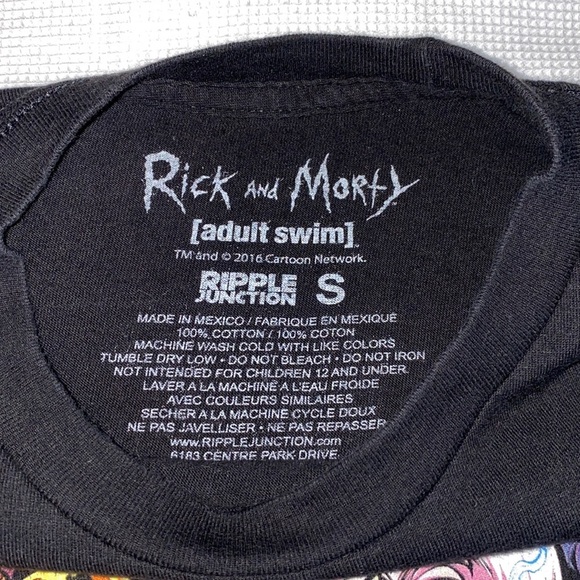 Rick and Morty
[adult swim]™
TM and © 2016 Cartoon Network.
RIPPLE
JUNCTION S
MADE IN MEXICO / FABRIQUE EN MEXIQUE
100% COTTON / 100% COTON
MACHINE WASH COLD WITH LIKE COLORS
TUMBLE DRY LOW • DO NOT BLEACH • DO NOT IRON
NOT INTENDED FOR CHILDREN 12 AND UNDER.
LAVER A LA MACHINE A L'EAU FROIDE
AVEC COULEURS SIMILAIRES
SECHER A LA MACHINE CYCLE DOUX
NE PAS JAVELLISER • NE PAS REPASSER
www.RIPPLEJUNCTION.com
6183 CENTRE PARK DRIVE